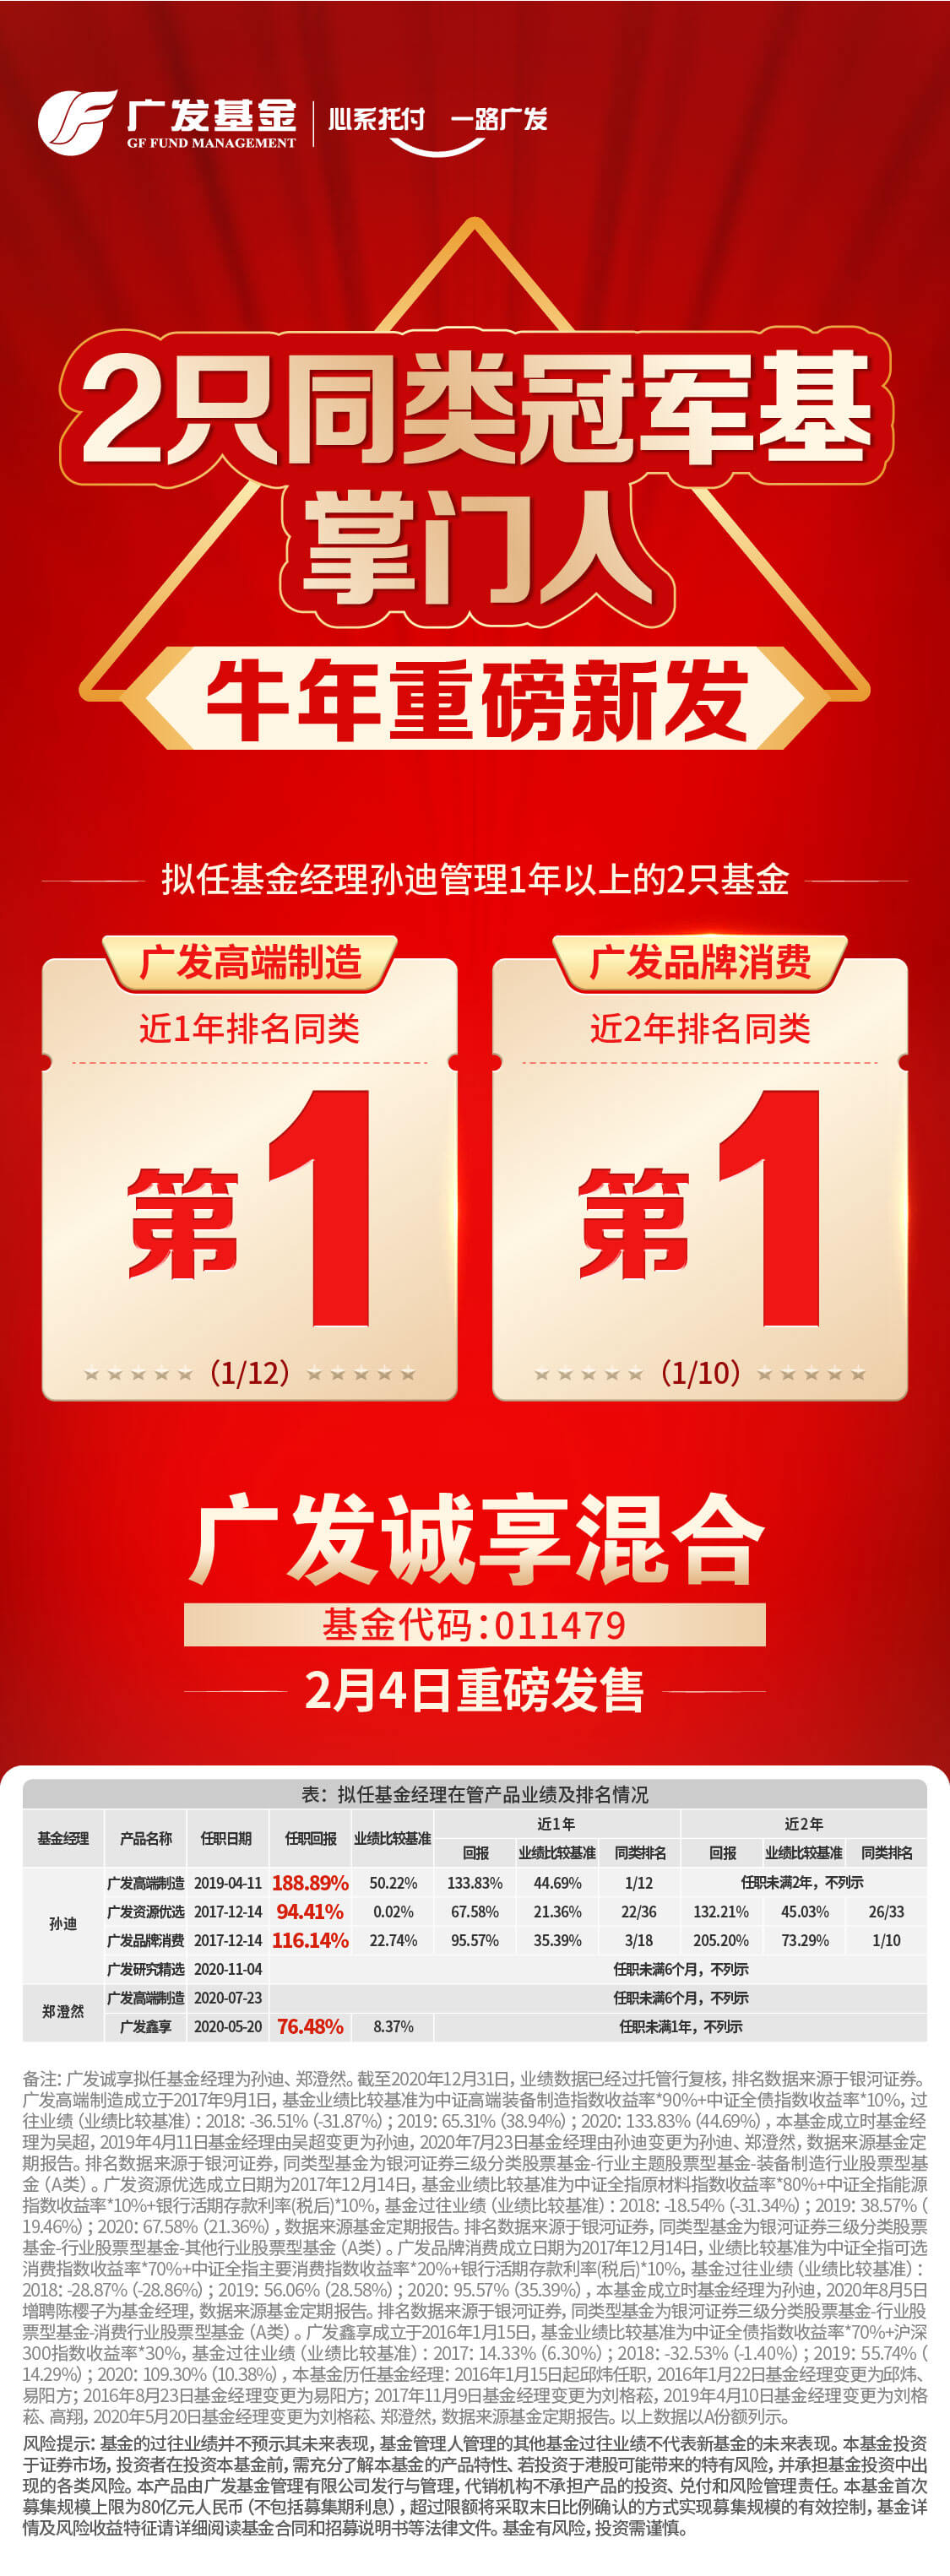 广发基金
GF FUND MANAGEMENT
心系托付 一路广发
2只同类冠军基
掌门人
牛年重磅新发
拟任基金经理孙迪管理1年以上的2只基金
广发高端制造
近1年排名同类
第1
(1/12)
广发品牌消费
近2年排名同类
第1
(1/10)
广发诚享混合
基金代码:011479
2月4日重磅发售
表：拟任基金经理在管产品业绩及排名情况
基金经理 产品名称 任职日期 任职回报 业绩比较基准 近1年 近2年
回报 业绩比较基准 同类排名 回报 业绩比较基准 同类排名
孙迪
广发高端制造 2019-04-11 188.89% 50.22% 133.83% 44.69% 1/12 任职未满2年，不列示
广发资源优选 2017-12-14 94.41% 0.02% 67.58% 21.36% 22/36 132.21% 45.03% 26/33
广发品牌消费 2017-12-14 116.14% 22.74% 95.57% 35.39% 3/18 205.20% 73.29% 1/10
广发研究精选 2020-11-04 任职未满6个月，不列示
郑澄然
广发高端制造 2020-07-23 任职未满6个月，不列示
广发鑫享 2020-05-20 76.48% 8.37% 任职未满1年，不列示
备注：广发诚享拟任基金经理为孙迪、郑澄然。截至2020年12月31日，业绩数据已经过托管行复核，排名数据来源于银河证券。
广发高端制造成立于2017年9月1日，基金业绩比较基准为中证高端装备制造指数收益率*90%+中证全债指数收益率*10%，过
往业绩（业绩比较基准）：2018：-36.51%（-31.87%）；2019：65.31%（38.94%）；2020：133.83%（44.69%），本基金成立时基金经
理为吴超，2019年4月11日基金经理由吴超变更为孙迪，2020年7月23日基金经理由孙迪变更为孙迪、郑澄然，数据来源基金定
期报告。排名数据来源于银河证券，同类型基金为银河证券三级分类股票基金-行业主题股票型基金-装备制造行业股票型基
金（A类）。广发资源优选成立日期为2017年12月14日，基金业绩比较基准为中证全指原材料指数收益率*80%+中证全指能源
指数收益率*10%+银行活期存款利率(税后)*10%，基金过往业绩（业绩比较基准）：2018：-18.54%（-31.34%）；2019：38.57%（
19.46%）；2020：67.58%（21.36%），数据来源基金定期报告。排名数据来源于银河证券，同类型基金为银河证券三级分类股票
基金-行业股票型基金-其他行业股票型基金（A类）。广发品牌消费成立日期为2017年12月14日，业绩比较基准为中证全指可选
消费指数收益率*70%+中证全指主要消费指数收益率*20%+银行活期存款利率(税后)*10%，基金过往业绩（业绩比较基准）：
2018：-28.87%（-28.86%）；2019：56.06%（28.58%）；2020：95.57%（35.39%），本基金成立时基金经理为孙迪，2020年8月5日
增聘陈樱子为基金经理，数据来源基金定期报告。排名数据来源于银河证券，同类型基金为银河证券三级分类股票基金-行业股
票型基金-消费行业股票型基金（A类）。广发鑫享成立于2016年1月15日，基金业绩比较基准为中证全债指数收益率*70%+沪深
300指数收益率*30%，基金过往业绩（业绩比较基准）：2017：14.33%（6.30%）；2018：-32.53%（-1.40%）；2019：55.74%（
14.29%）；2020：109.30%（10.38%），本基金历任基金经理：2016年1月15日起邱炜任职，2016年1月22日基金经理变更为邱炜、
易阳方；2016年8月23日基金经理变更为易阳方；2017年11月9日基金经理变更为刘格菘，2019年4月10日基金经理变更为刘格
菘、高翔，2020年5月20日基金经理变更为刘格菘、郑澄然，数据来源基金定期报告。以上数据以A份额列示。
风险提示：基金的过往业绩并不预示其未来表现，基金管理人管理的其他基金过往业绩不代表新基金的未来表现。本基金投资
于证券市场，投资者在投资本基金前，需充分了解本基金的产品特性、若投资于港股可能带来的特有风险，并承担基金投资中出
现的各类风险。本产品由广发基金管理有限公司发行与管理，代销机构不承担产品的投资、兑付和风险管理责任。本基金首次
募集规模上限为80亿元人民币（不包括募集期利息），超过限额将采取末日比例确认的方式实现募集规模的有效控制，基金详
情及风险收益特征请详细阅读基金合同和招募说明书等法律文件。基金有风险，投资需谨慎。